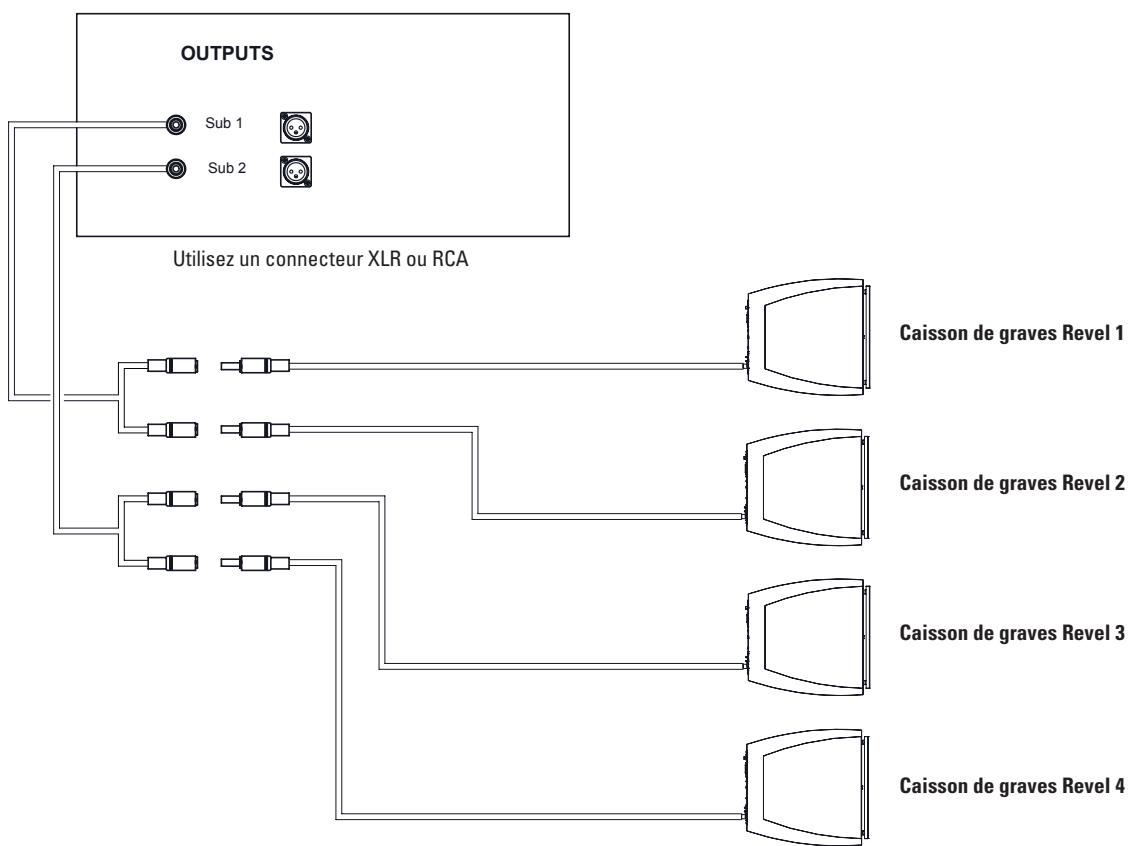 OUTPUTS
Sub 1
Sub 2
Utilisez un connecteur XLR ou RCA
Caisson de graves Revel 1
Caisson de graves Revel 2
Caisson de graves Revel 3
Caisson de graves Revel 4